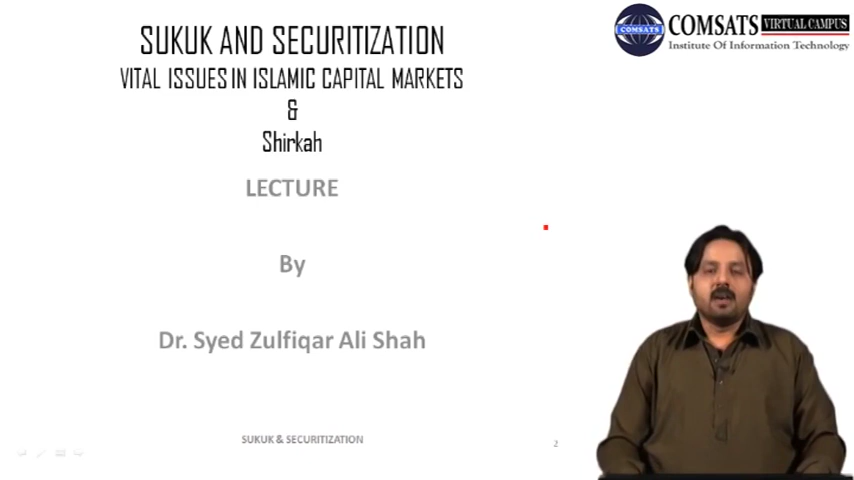 SUKUK AND SECURITIZATION
VITAL ISSUES IN ISLAMIC CAPITAL MARKETS
&
Shirkah
LECTURE
By
Dr. Syed Zulfiqar Ali Shah
SUKUK & SECURITIZATION
2
COMSATS
COMSATS VIRTUAL CAMPUS
Institute Of Information Technology